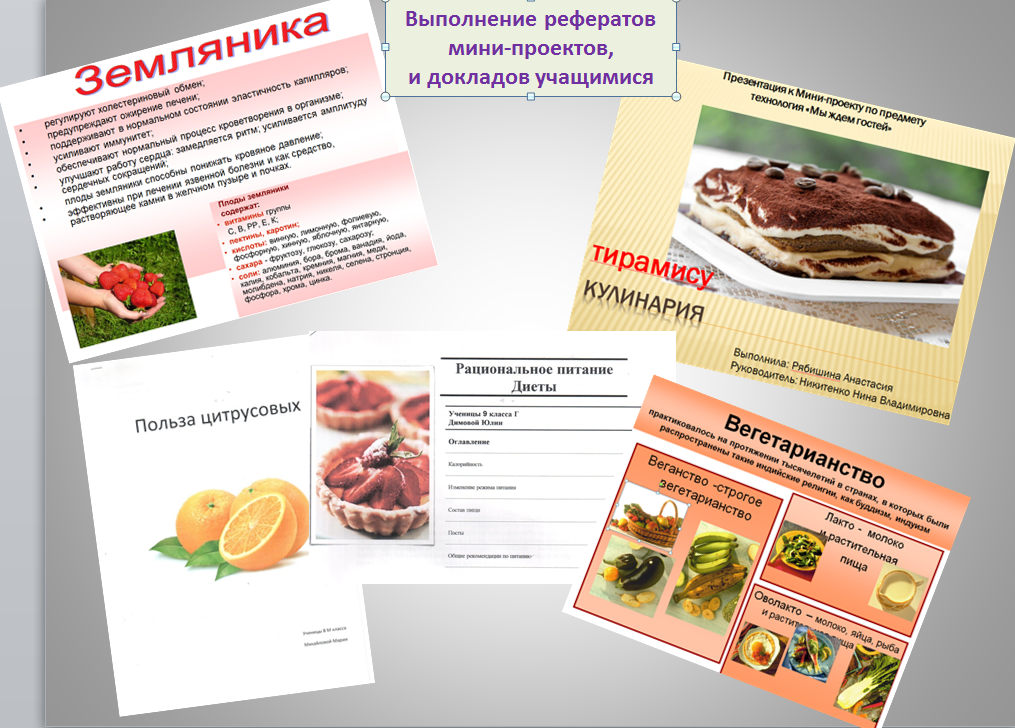 Выполнение рефератов
мини-проектов,
и докладов учащимися
Земляника
регулируют холестериновый обмен;
предупреждают ожирение печени;
поддерживают в нормальном состоянии эластичность капилляров;
усиливают иммунитет;
обеспечивают нормальный процесс кроветворения в организме;
улучшают работу сердца: замедляется ритм; усиливается амплитуду
сердечных сокращений;
плоды земляники способны понижать кровяное давление;
эффективны при лечении язвенной болезни и как средство,
растворяющее камни в желчном пузыре и почках.
Плоды земляники
содержат:
витамины группы
С, В, РР, Е, К;
пектины, каротин;
кислоты: винную, лимонную, фолиевую,
фосфорную, хинную, яблочную, янтарную,
сахара - фруктозу, глюкозу, сахарозу;
соли: алюминия, бора, брома, ванадия, йода,
калия, кобальта, кремния, магния, меди,
молибдена, натрия, никеля, селена, стронция,
фосфора, хрома, цинка.
Презентация к Мини-проекту по предмету
технология «Мы ждем гостей»
тирамису
КУЛИНАРИЯ
Выполнила: Рябишина Анастасия
Руководитель: Никитенко Нина Владимировна
Польза цитрусовых
Ученицы 8 М класса
Михайловой Марии
Рациональное питание
Диеты
Ученицы 9 класса Г
Димовой Юлии
Оглавление
Калорийность
Изменение режима питания
Состав пищи
Посты
Общие рекомендации по питанию
Вегетарианство
практиковалось на протяжении тысячелетий в странах, в которых были
распространены такие индийские религии, как буддизм, индуизм
Веганство -строгое
вегетарианство
Лакто - молоко
и растительная
пища
Оволакто – молоко, яйца, рыба
и пища